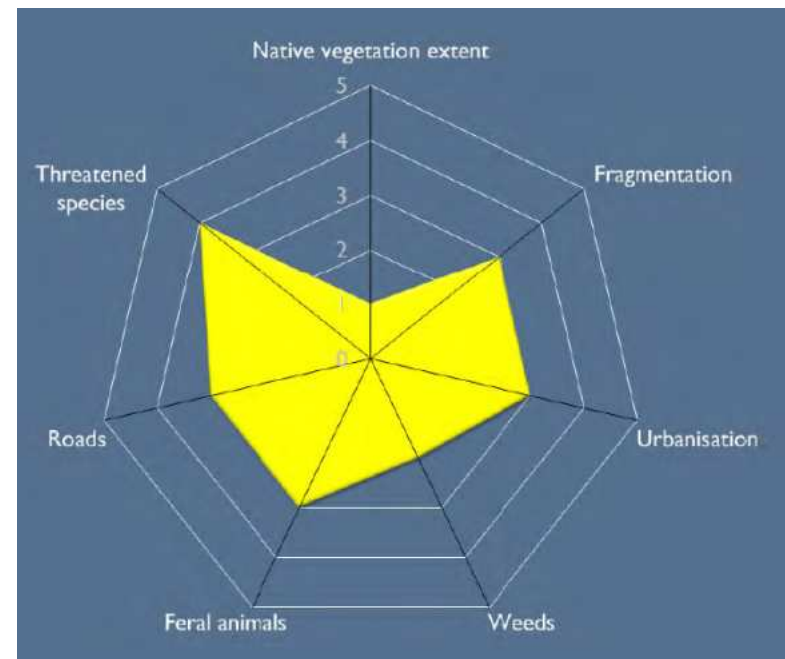 Native vegetation extent
5
4
3
2
1
0
Fragmentation
Urbanisation
Weeds
Feral animals
Roads
Threatened
species